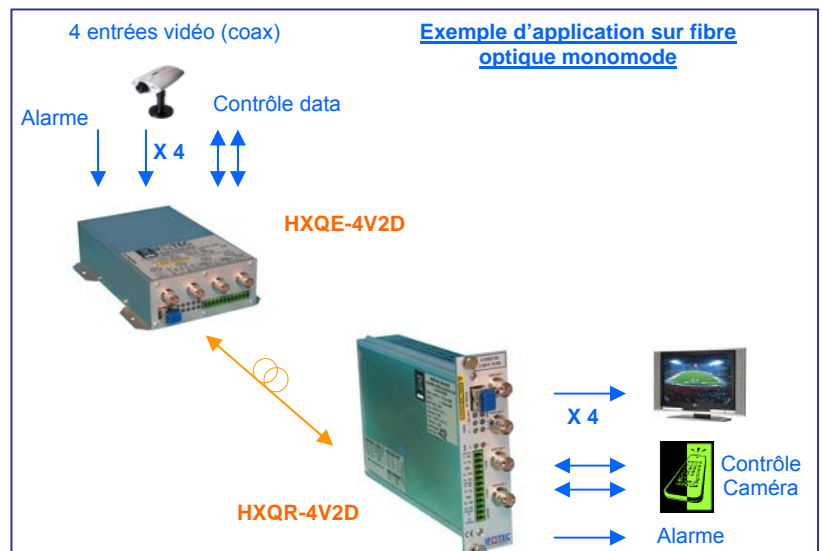 4 entrées vidéo (coax)
Exemple d’application sur fibre
optique monomode
Contrôle data
Alarme
X 4
HXQE-4V2D
X 4
Contrôle
Caméra
HXQR-4V2D
Alarme